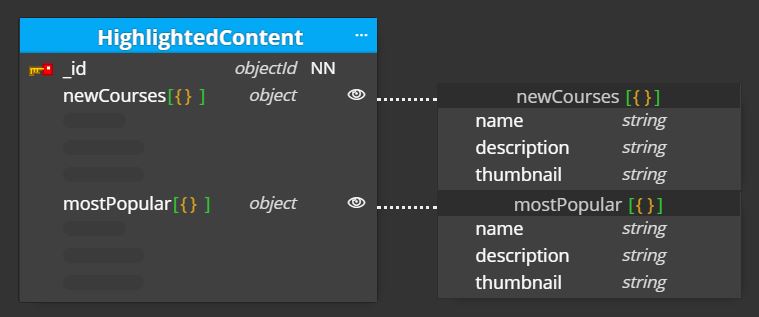 HighlightedContent ...
_id objectId NN
newCourses[{} ] object
newCourses [{}]
name string
description string
thumbnail string
mostPopular[{} ] object
mostPopular [{}]
name string
description string
thumbnail string